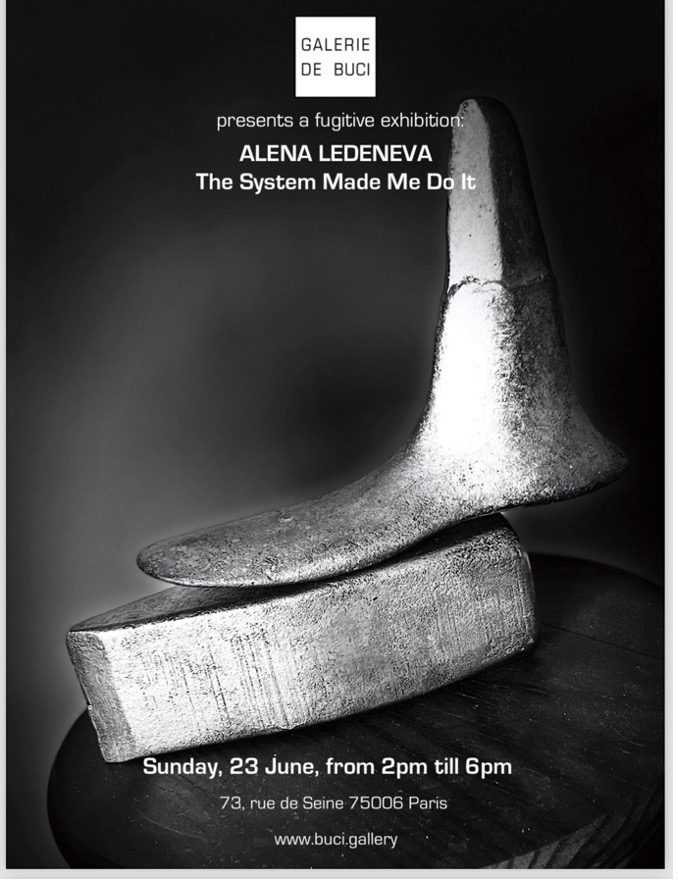 GALERIE
DE BUCI
presents a fugitive exhibition:
ALENA LEDENEVA
The System Made Me Do It
Sunday, 23 June, from 2pm till 6pm
73, rue de Seine 75006 Paris
www.buci.gallery